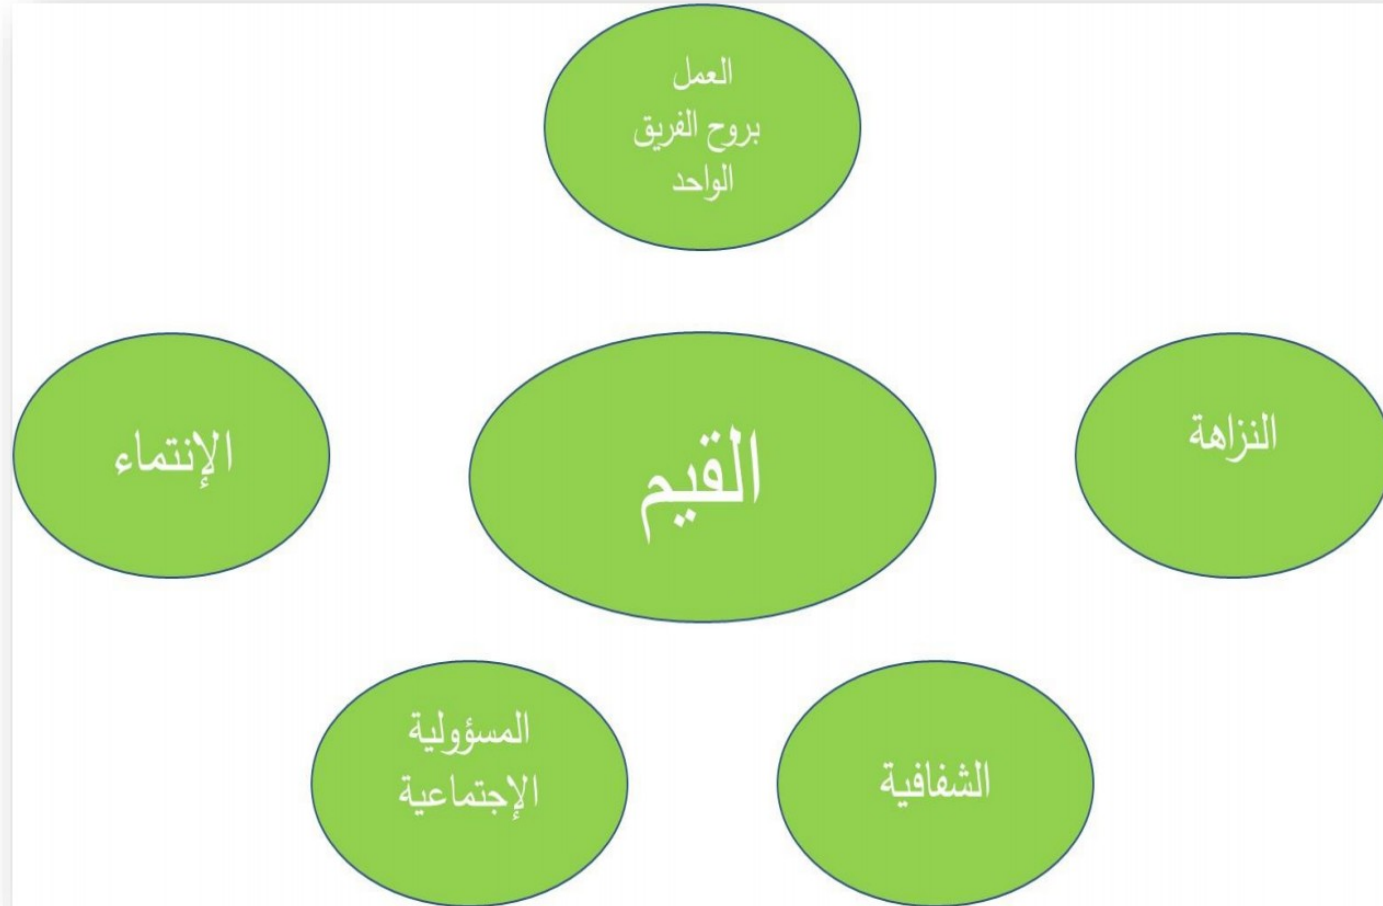 العمل
بروح الفريق
الواحد
النزاهة
القيم
الإنتماء
الشفافية
المسؤولية
الإجتماعية